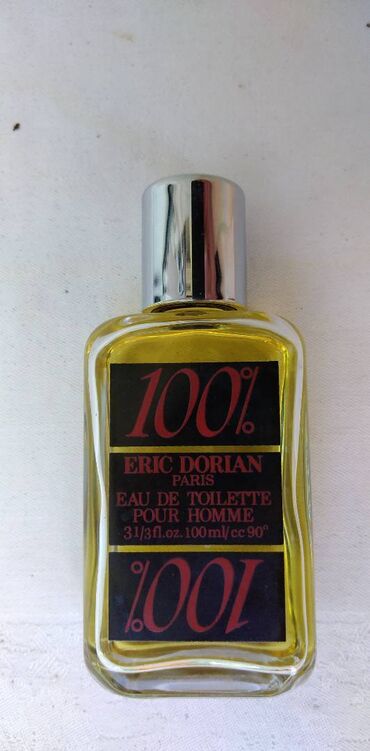 100%
ERIC DORIAN
PARIS
EAU DE TOILETTE
POUR HOMME
3 1/3 fl.oz. 100 ml/cc 90°
100%